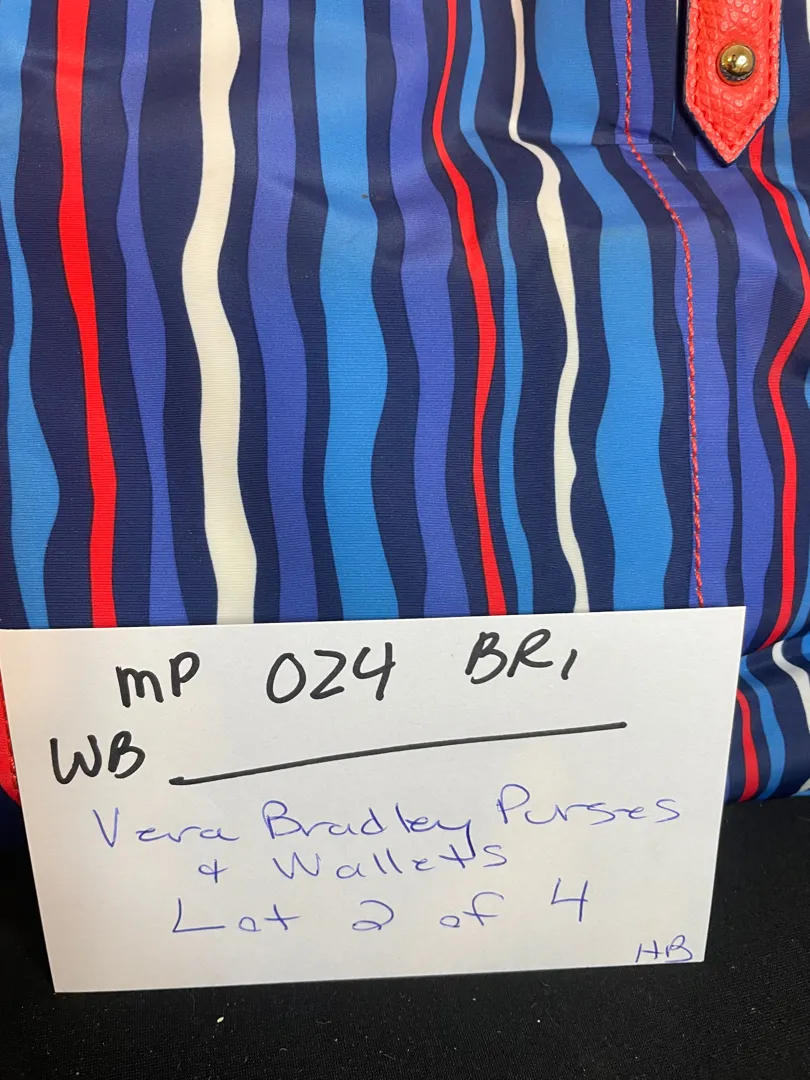 MP 024 BR1
WB
Vera Bradley Purses
& Wallets
Lot 2 of 4
HB